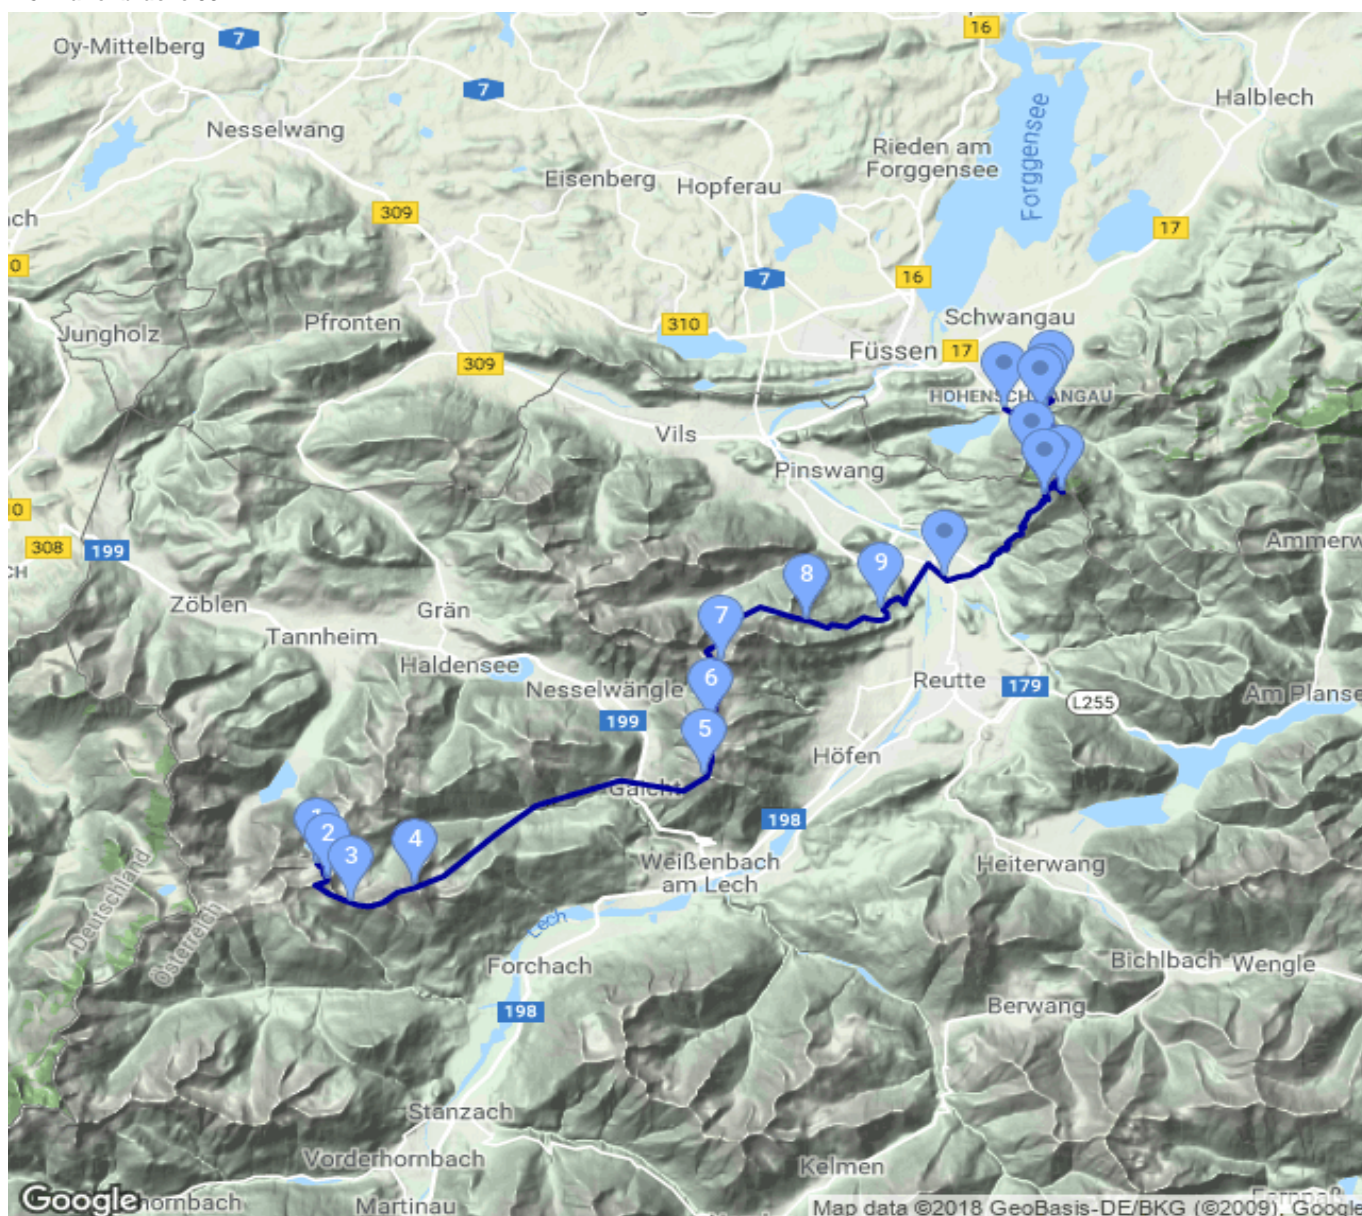 Oy-Mittelberg
7
16
7
Halblech
Nesselwang
Rieden am
Forggensee
Forggensee
Eisenberg
Hopferau
309
17
7
16
Jungholz
Pfronten
310
Schwangau
Füssen
17
309
HOHENSCHWANGAU
Vils
Pinswang
308
199
9
8
Zöblen
Grän
Tannheim
7
Haldensee
Nesselwängle
6
Reutte
179
L255
199
5
Höfen
Gaicht
1
2
3
4
198
Weißenbach
am Lech
Heiterwang
Deutschland
Österreich
Lech
Forchach
Bichlbach
Wengle
198
Berwang
Stanzach
Vorderhornbach
Kelmen
Google
Martinau
Map data ©2018 GeoBasis-DE/BKG (©2009), Google